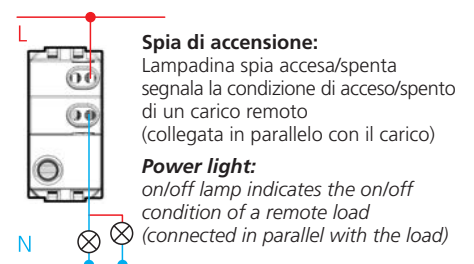 L
Spia di accensione:
Lampadina spia accesa/spenta
segnala la condizione di acceso/spento
di un carico remoto
(collegata in parallelo con il carico)
Power light:
on/off lamp indicates the on/off
condition of a remote load
(connected in parallel with the load)
N